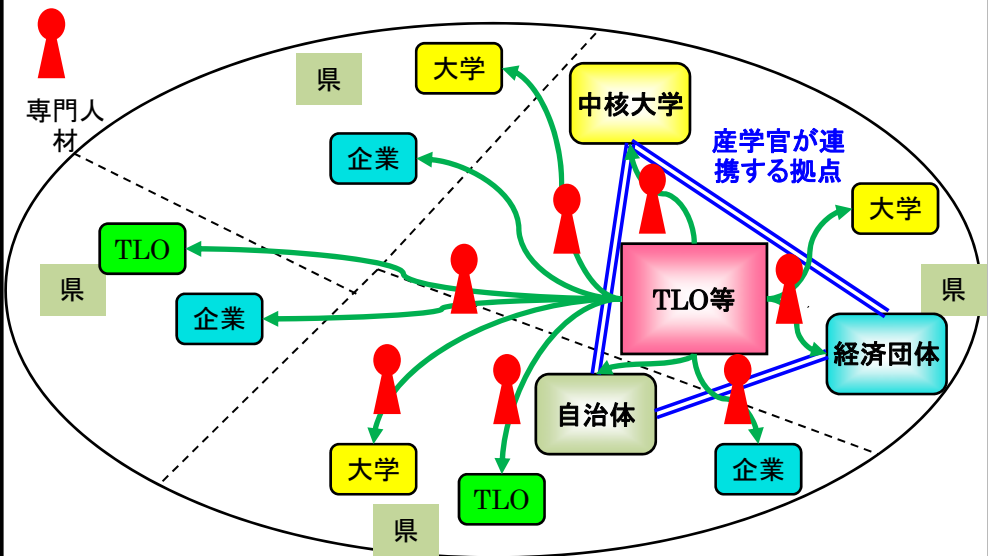 専門人
材
県
大学
中核大学
産学官が連
携する拠点
企業
大学
TLO
県
企業
TLO等
県
経済団体
自治体
大学
TLO
企業
県